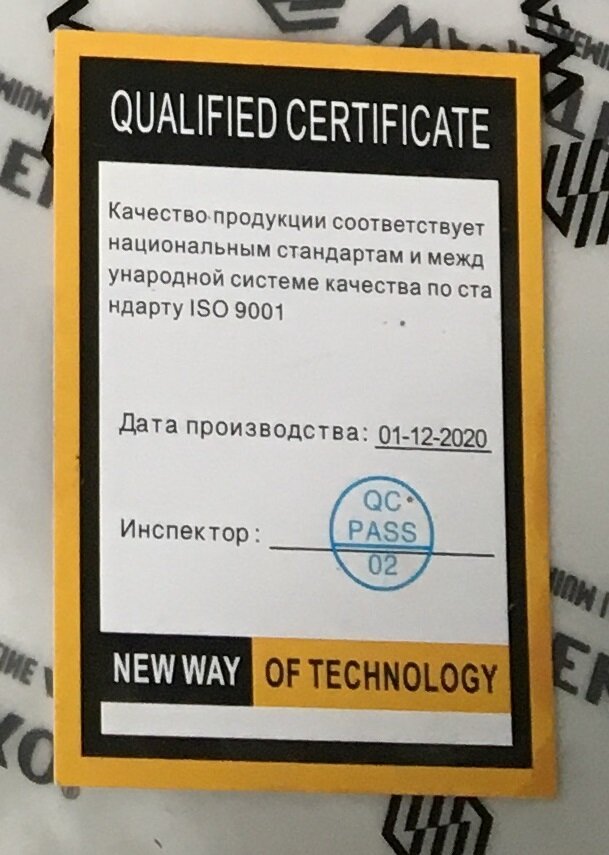 QUALIFIED CERTIFICATE
Качество продукции соответствует
национальным стандартам и межд
ународной системе качества по ста
ндарту ISO 9001
Дата производства: 01-12-2020
Инспектор:
QC
PASS
02
NEW WAY OF TECHNOLOGY